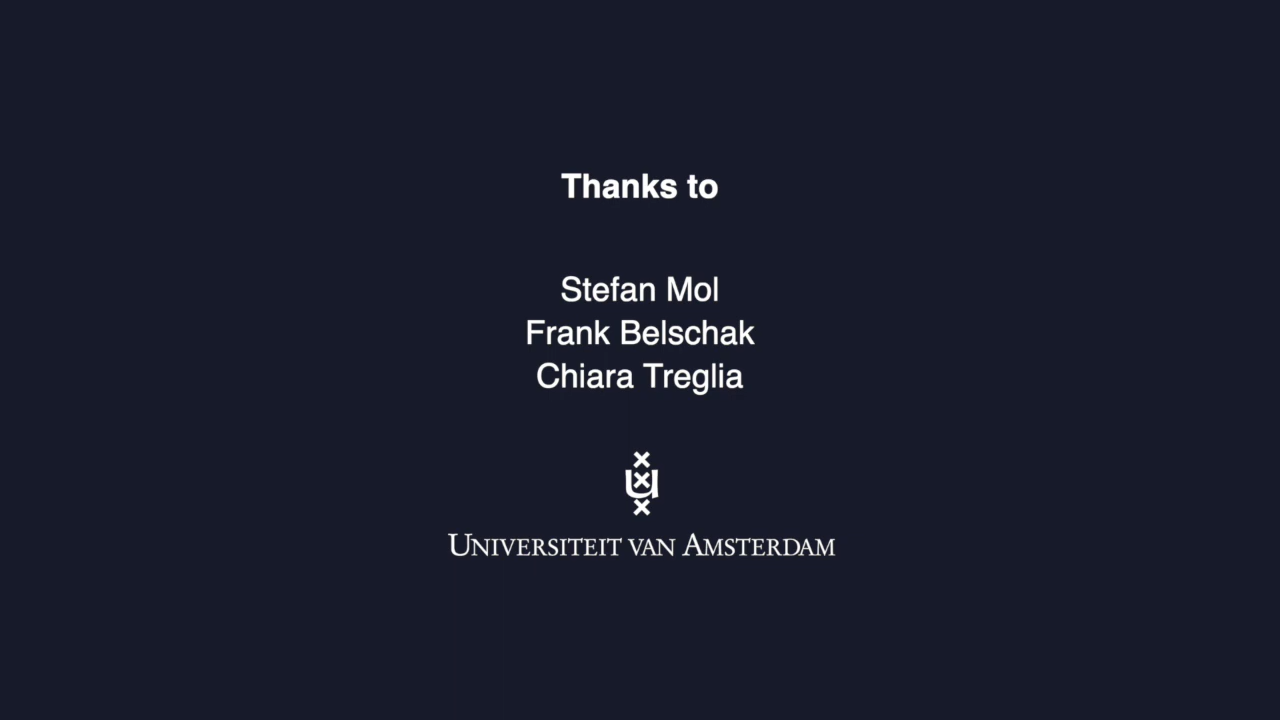 Thanks to
Stefan Mol
Frank Belschak
Chiara Treglia
UNIVERSITEIT VAN AMSTERDAM